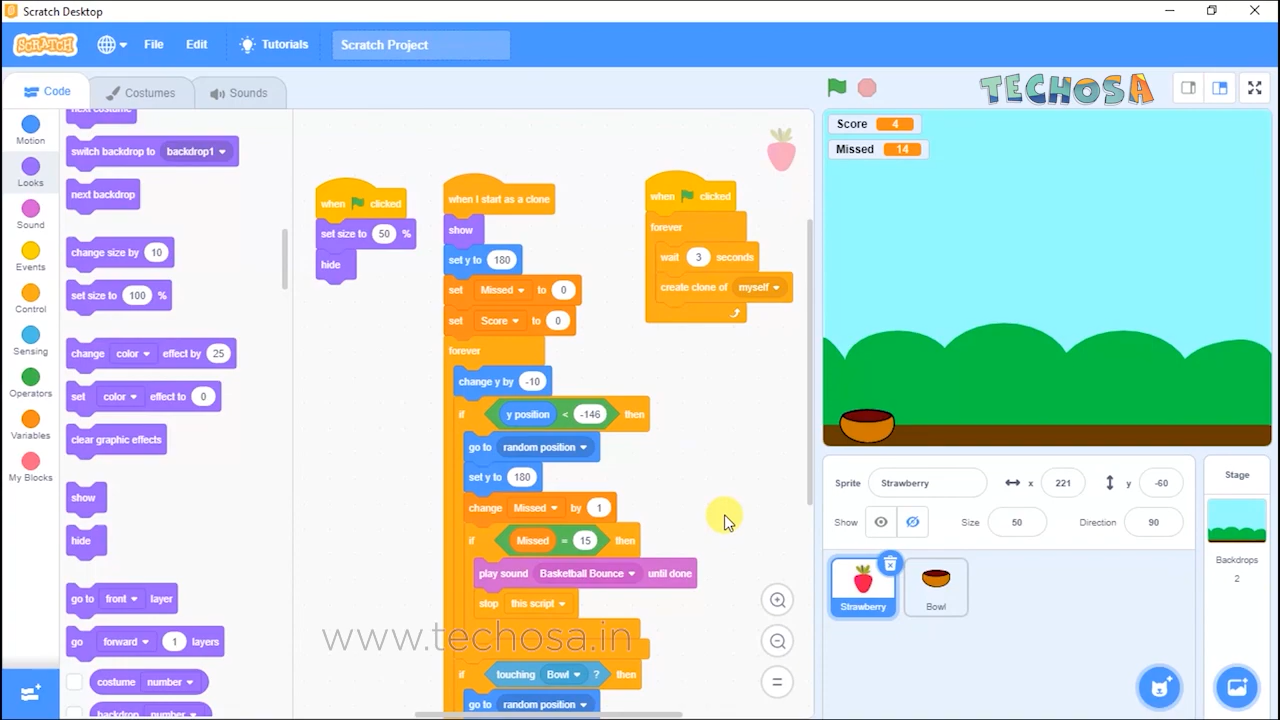 Scratch Desktop
SCRATCH File Edit Tutorials Scratch Project
Code Costumes Sounds
TECHOSA
Motion
Looks
Sound
Events
Control
Sensing
Operators
Variables
My Blocks
next costume
switch backdrop to backdrop1
next backdrop
change size by 10
set size to 100 %
change color effect by 25
set color effect to 0
clear graphic effects
show
hide
go to front layer
go forward 1 layers
costume number
backdrop number
when clicked
set size to 50 %
hide
when I start as a clone
show
set y to 180
set Missed to 0
set Score to 0
forever
change y by -10
if y position < -146 then
go to random position
set y to 180
change Missed by 1
if Missed = 15 then
play sound Basketball Bounce until done
stop this script
if touching Bowl ? then
go to random position
when clicked
forever
wait 3 seconds
create clone of myself
www.techosa.in
Score 4
Missed 14
Sprite Strawberry x 221 y -60
Show Size 50 Direction 90
Strawberry
Bowl
Stage
Backdrops
2